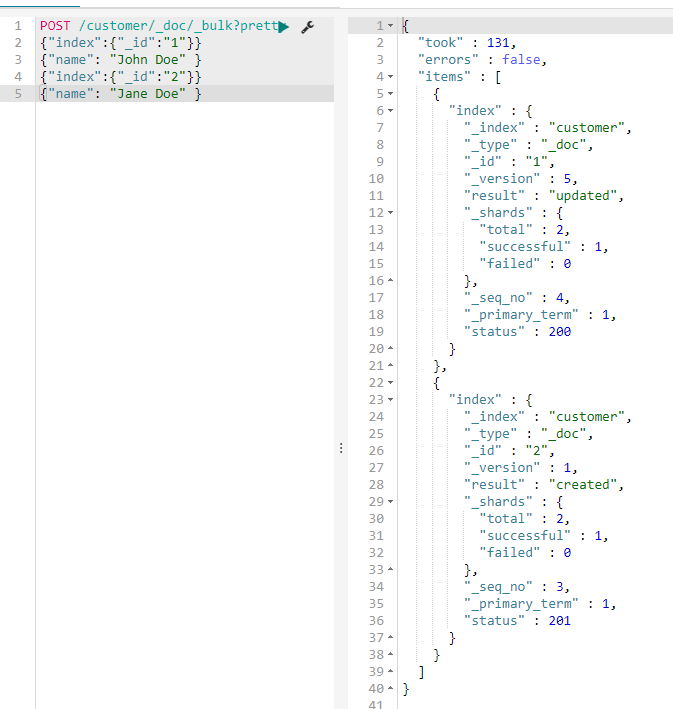 1 POST /customer/_doc/_bulk?prett
2 {"index":{"_id":"1"}}
3 {"name": "John Doe" }
4 {"index":{"_id":"2"}}
5 {"name": "Jane Doe" }
1 {
2 "took" : 131,
3 "errors" : false,
4 "items" : [
5 {
6 "index" : {
7 "_index" : "customer",
8 "_type" : "_doc",
9 "_id" : "1",
10 "_version" : 5,
11 "result" : "updated",
12 "_shards" : {
13 "total" : 2,
14 "successful" : 1,
15 "failed" : 0
16 },
17 "_seq_no" : 4,
18 "_primary_term" : 1,
19 "status" : 200
20 }
21 },
22 {
23 "index" : {
24 "_index" : "customer",
25 "_type" : "_doc",
26 "_id" : "2",
27 "_version" : 1,
28 "result" : "created",
29 "_shards" : {
30 "total" : 2,
31 "successful" : 1,
32 "failed" : 0
33 },
34 "_seq_no" : 3,
35 "_primary_term" : 1,
36 "status" : 201
37 }
38 }
39 ]
40 }
41